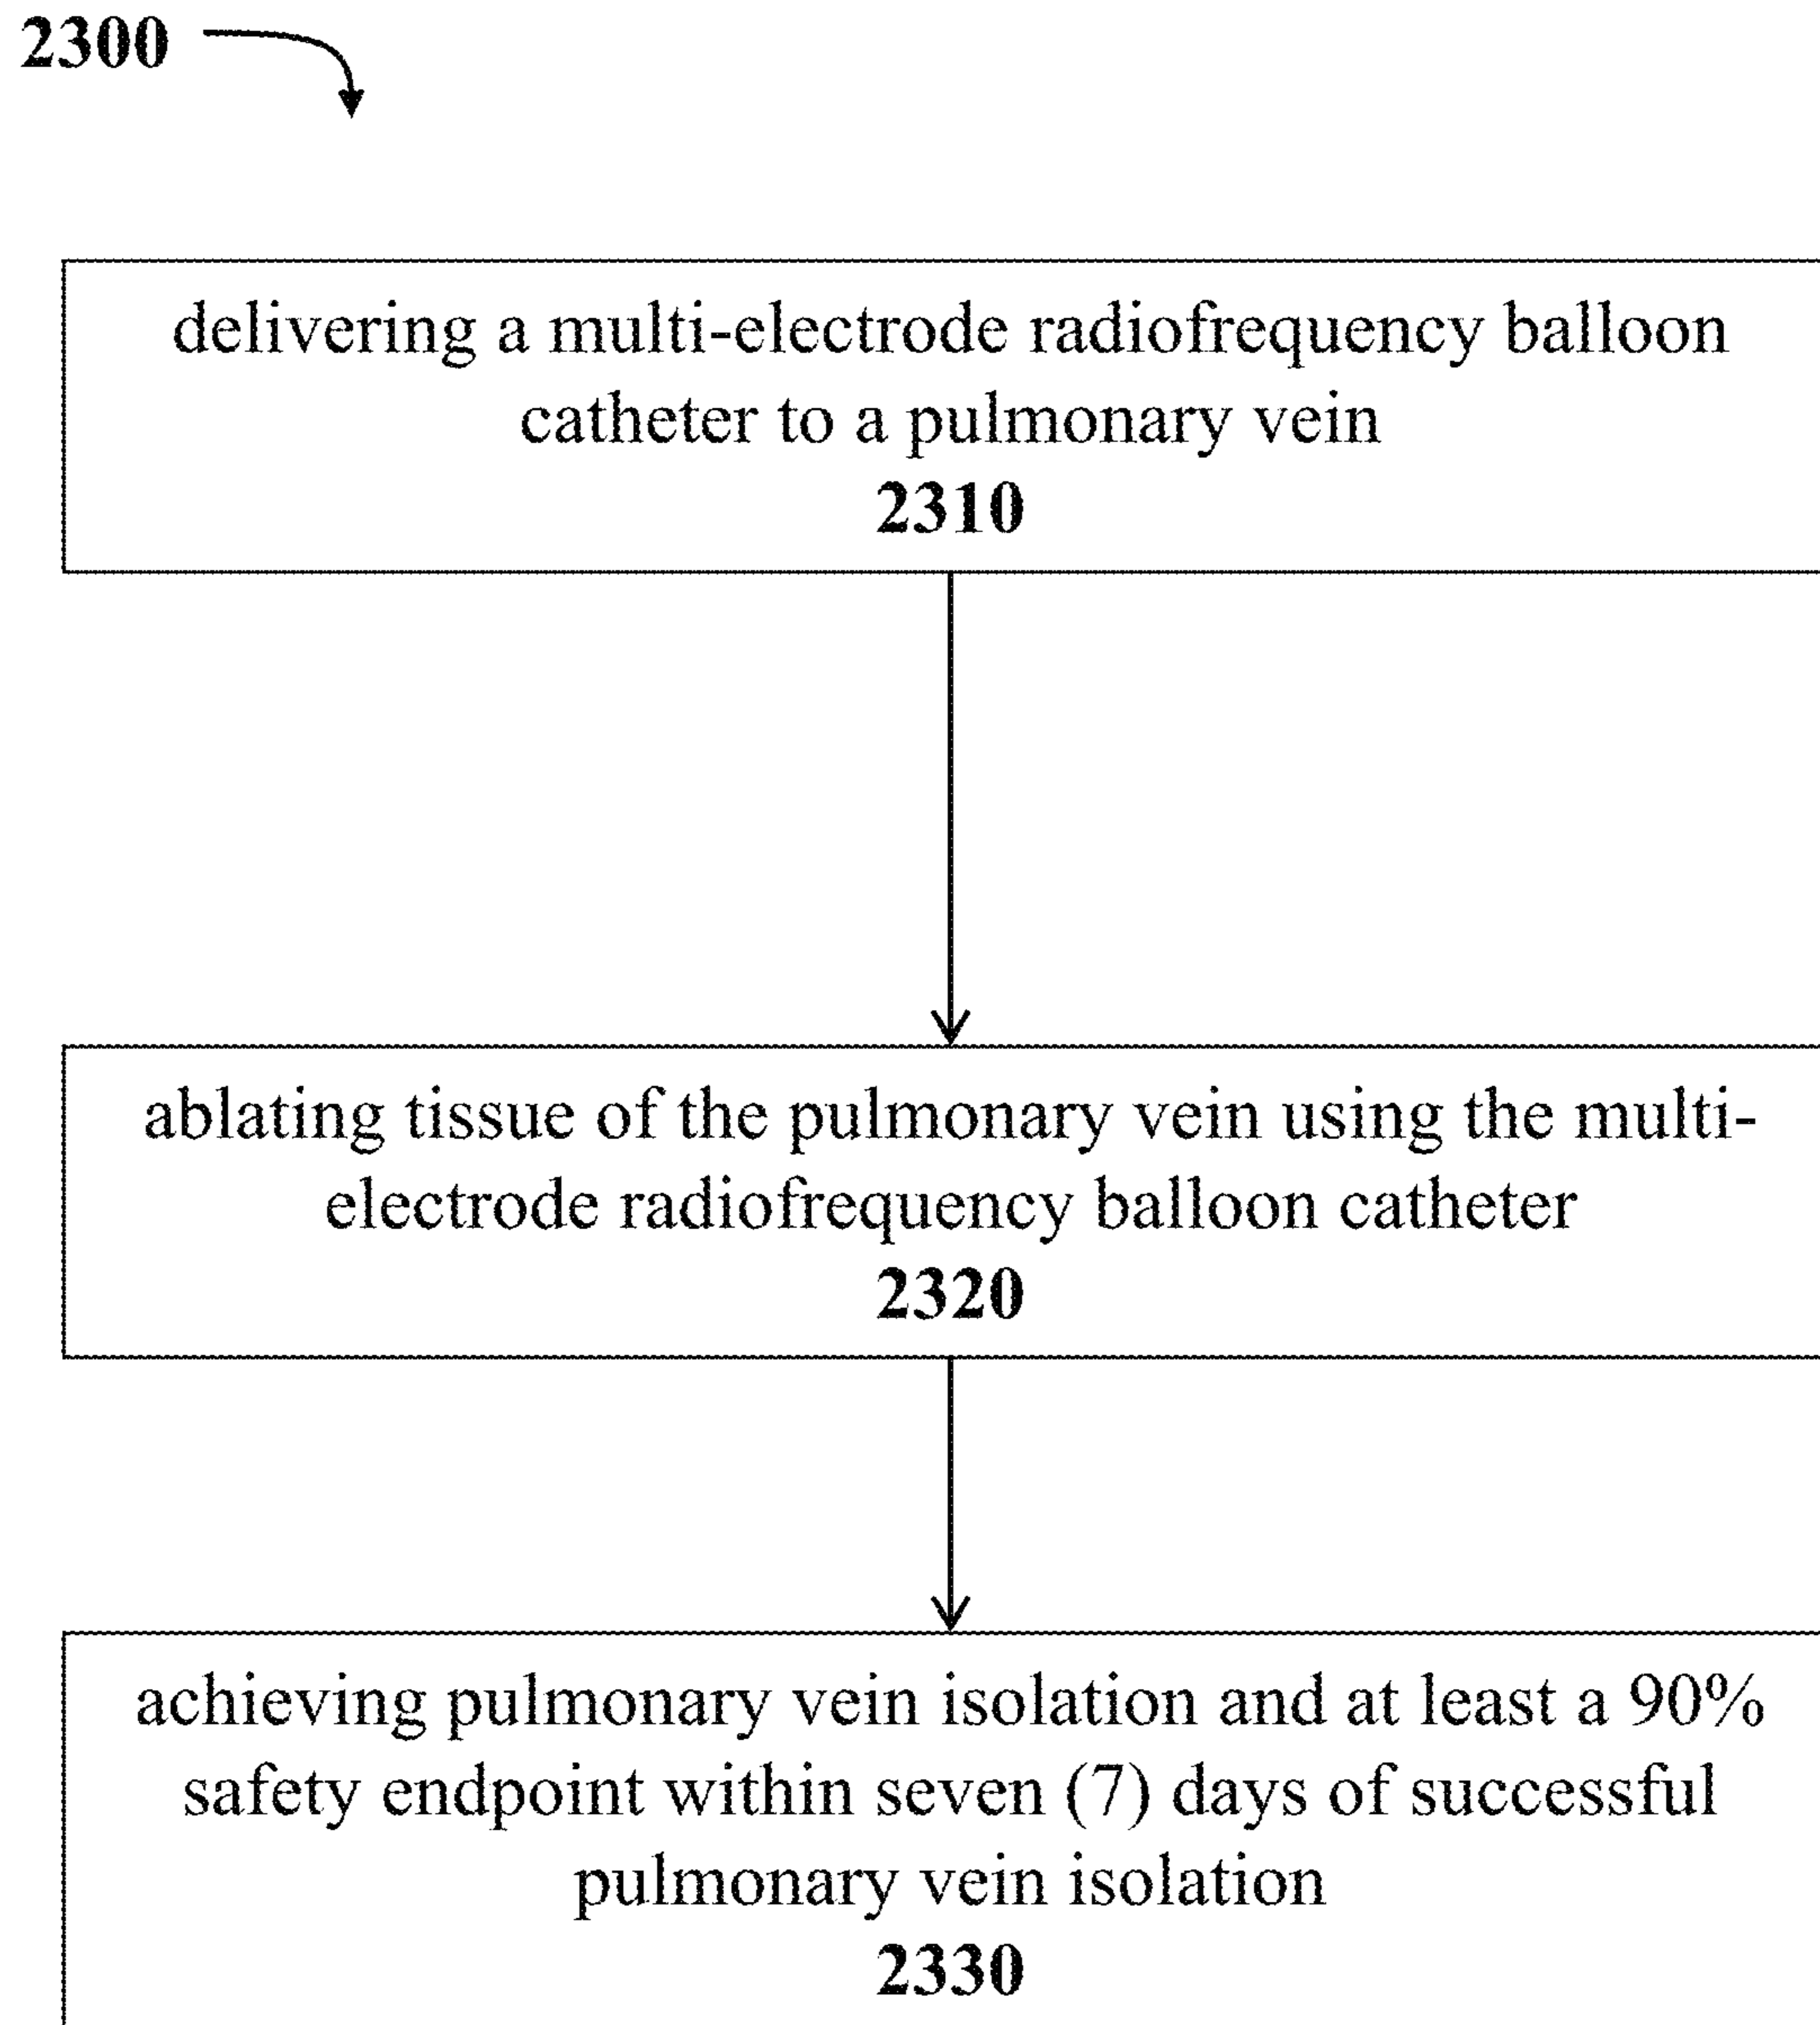 2300
delivering a multi-electrode radiofrequency balloon
catheter to a pulmonary vein
2310
ablating tissue of the pulmonary vein using the multi-
electrode radiofrequency balloon catheter
2320
achieving pulmonary vein isolation and at least a 90%
safety endpoint within seven (7) days of successful
pulmonary vein isolation
2330